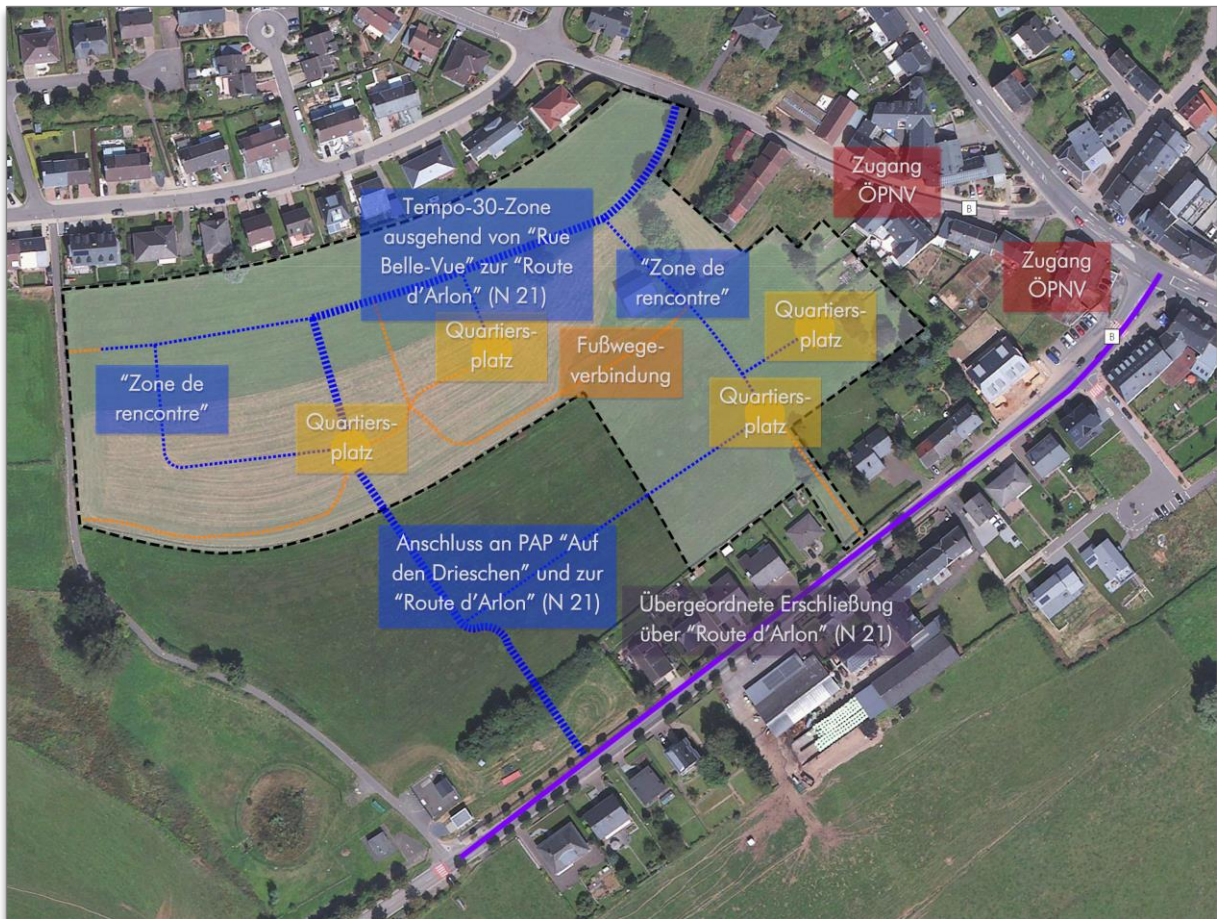 Zugang
ÖPNV
B
Tempo-30-Zone
ausgehend von “Rue
Belle-Vue” zur “Route
d’Arlon” (N 21)
“Zone de
rencontre”
Zugang
ÖPNV
B
Quartiers-
platz
Quartiers-
platz
Fußwege-
verbindung
“Zone de
rencontre”
Quartiers-
platz
Quartiers-
platz
Anschluss an PAP “Auf
den Drieschen” und zur
“Route d’Arlon” (N 21)
Übergeordnete Erschließung
über “Route d’Arlon” (N 21)